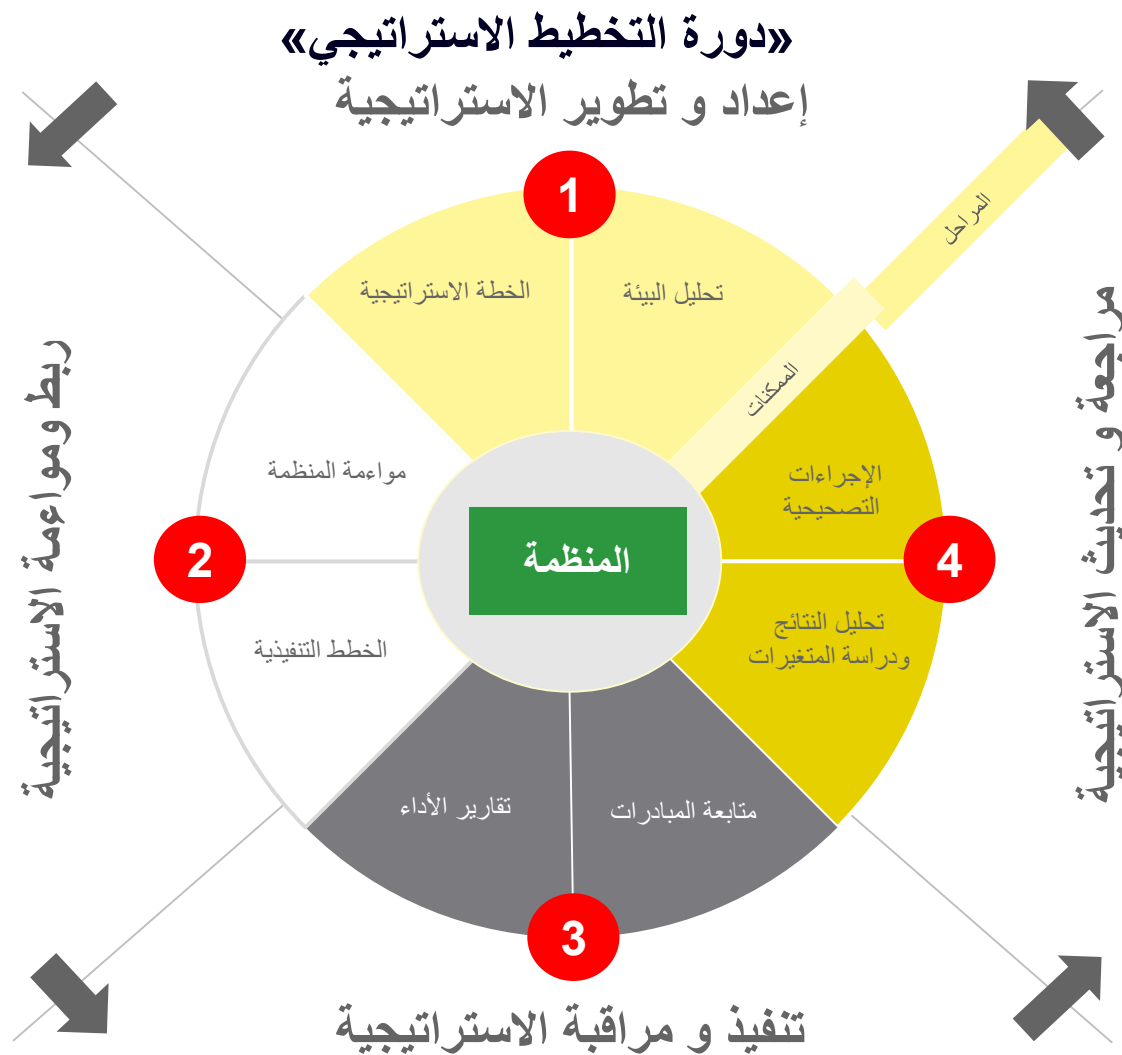 «دورة التخطيط الاستراتيجي»
إعداد و تطوير الاستراتيجية
1
المراحل
تحليل البيئة
الخطة الاستراتيجية
الممكنات
مراجعة و تحديث الاستراتيجية
ربط ومواءمة الاستراتيجية
الإجراءات
التصحيحية
مواءمة المنظمة
4
المنظمة
2
تحليل النتائج
ودراسة المتغيرات
الخطط التنفيذية
متابعة المبادرات
تقارير الأداء
3
تنفيذ و مراقبة الاستراتيجية